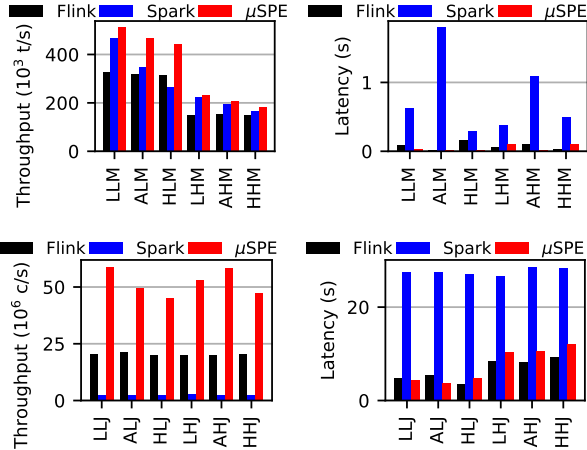 Flink Spark μSPE
Throughput (10³ t/s)
400
200
0
LLM ALM HLM LHM AHM HHM
Flink Spark μSPE
Latency (s)
1
0
LLM ALM HLM LHM AHM HHM
Flink Spark μSPE
Throughput (10⁶ c/s)
50
25
0
LLJ ALJ HLJ LHJ AHJ HHJ
Flink Spark μSPE
Latency (s)
20
0
LLJ ALJ HLJ LHJ AHJ HHJ